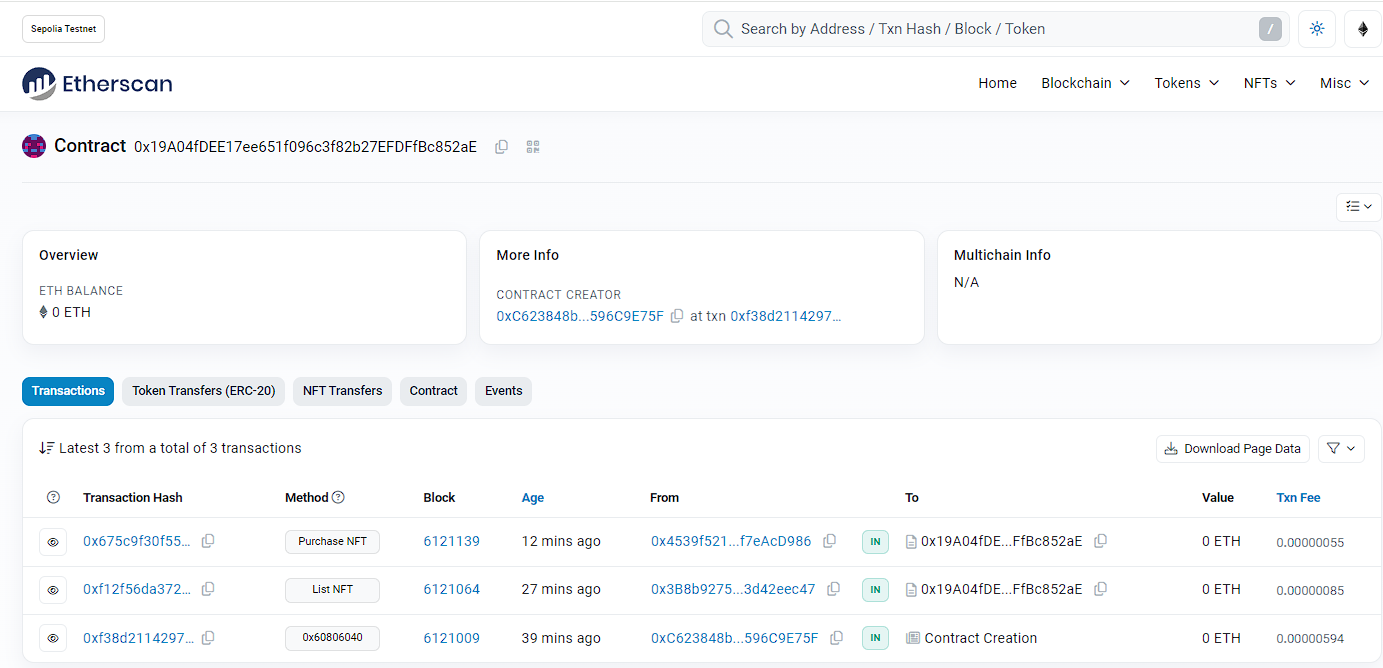 Sepolia Testnet
Search by Address / Txn Hash / Block / Token /
Etherscan
Home Blockchain Tokens NFTs Misc
Contract 0x19A04fDEE17ee651f096c3f82b27EFDFfBc852aE
Overview
ETH BALANCE
0 ETH
More Info
CONTRACT CREATOR
0xC623848b...596C9E75F at txn 0xf38d2114297...
Multichain Info
N/A
Transactions Token Transfers (ERC-20) NFT Transfers Contract Events
Latest 3 from a total of 3 transactions Download Page Data
? Transaction Hash Method ? Block Age From To Value Txn Fee
0x675c9f30f55... Purchase NFT 6121139 12 mins ago 0x4539f521...f7eAcD986 IN 0x19A04fDE...FfBc852aE 0 ETH 0.00000055
0xf12f56da372... List NFT 6121064 27 mins ago 0x3B8b9275...3d42eec47 IN 0x19A04fDE...FfBc852aE 0 ETH 0.00000085
0xf38d2114297... 0x60806040 6121009 39 mins ago 0xC623848b...596C9E75F IN Contract Creation 0 ETH 0.00000594